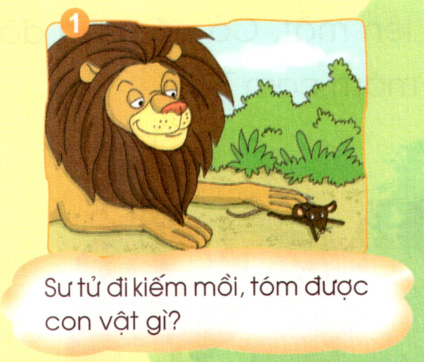 1
Sư tử đi kiếm mồi, tóm được
con vật gì?